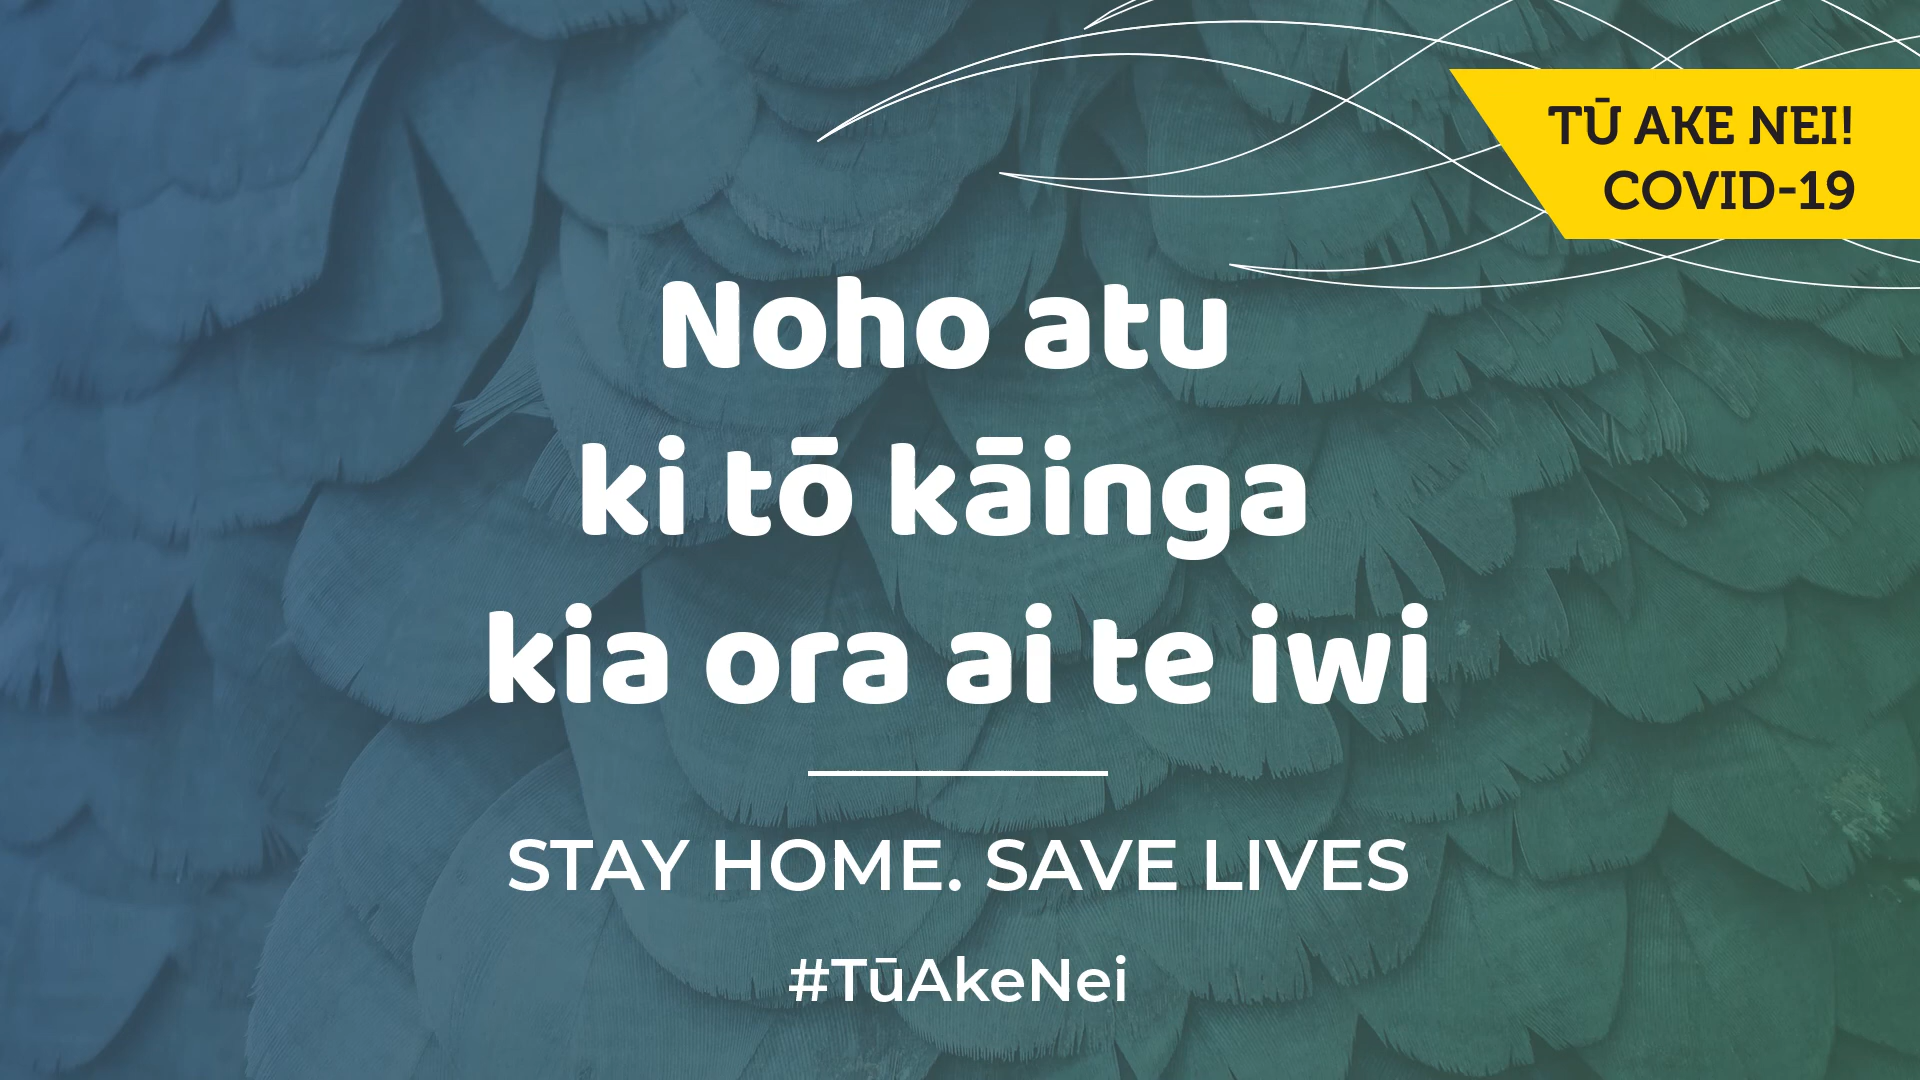 TŪ AKE NEI!
COVID-19
Noho atu
ki tō kāinga
kia ora ai te iwi
STAY HOME. SAVE LIVES
#TūAkeNei